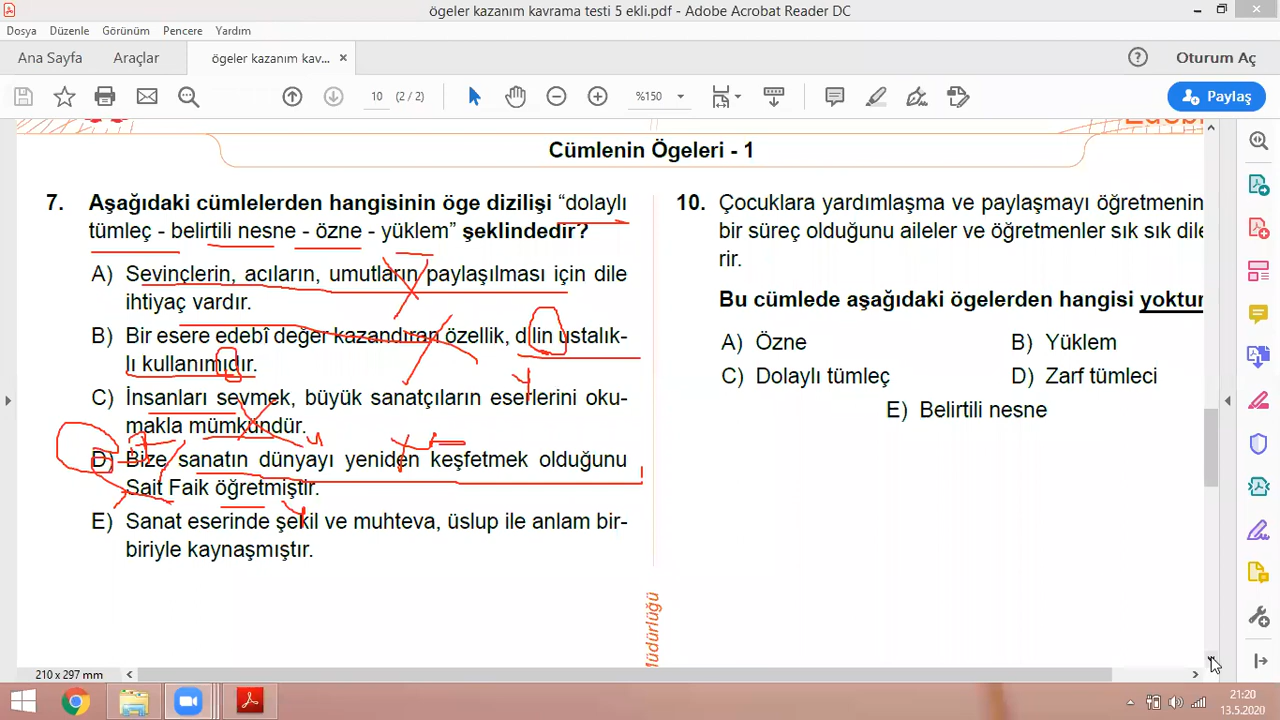 ögeler kazanım kavrama testi 5 ekli.pdf - Adobe Acrobat Reader DC
Dosya Düzenle Görünüm Pencere Yardım
Ana Sayfa Araçlar ögeler kazanım kav... × Oturum Aç
10 (2 / 2) %150 Paylaş
Cümlenin Ögeleri - 1
7. Aşağıdaki cümlelerden hangisinin öge dizilişi “dolaylı
tümleç - belirtili nesne - özne - yüklem” şeklindedir?
A) Sevinçlerin, acıların, umutların paylaşılması için dile
ihtiyaç vardır.
B) Bir esere edebî değer kazandıran özellik, dilin ustalık-
lı kullanımıdır.
C) İnsanları sevmek, büyük sanatçıların eserlerini oku-
makla mümkündür.
D) Bize sanatın dünyayı yeniden keşfetmek olduğunu
Sait Faik öğretmiştir.
E) Sanat eserinde şekil ve muhteva, üslup ile anlam bir-
biriyle kaynaşmıştır.
10. Çocuklara yardımlaşma ve paylaşmayı öğretmenin
bir süreç olduğunu aileler ve öğretmenler sık sık dile
rir.
Bu cümlede aşağıdaki ögelerden hangisi yoktur
A) Özne B) Yüklem
C) Dolaylı tümleç D) Zarf tümleci
E) Belirtili nesne
Müdürlüğü
210 x 297 mm
21:20
13.5.2020